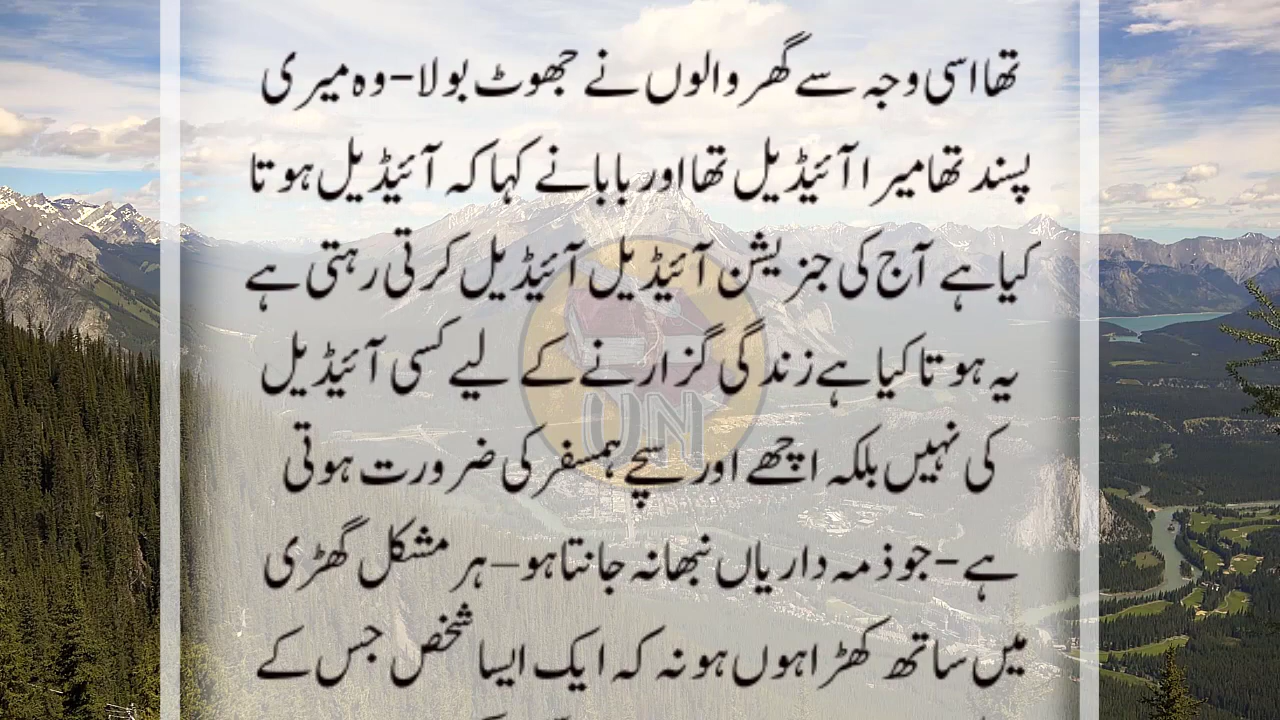 تھا اسی وجہ سے گھر والوں نے جھوٹ بولا-وہ میری
پسند تھا میرا آئیڈیل تھا اور بابا نے کہا کہ آئیڈیل ہوتا
کیا ہے آج کی جنریشن آئیڈیل آئیڈیل کرتی رہتی ہے
یہ ہوتا کیا ہے زندگی گزارنے کے لیے کسی آئیڈیل
کی نہیں بلکہ اچھے اور سچے ہمسفر کی ضرورت ہوتی
ہے-جو ذمہ داریاں نبھانہ جانتا ہو–ہر مشکل گھڑی
میں ساتھ کھڑا ہوں ہو نہ کہ ایک ایسا شخص جس کے
UN